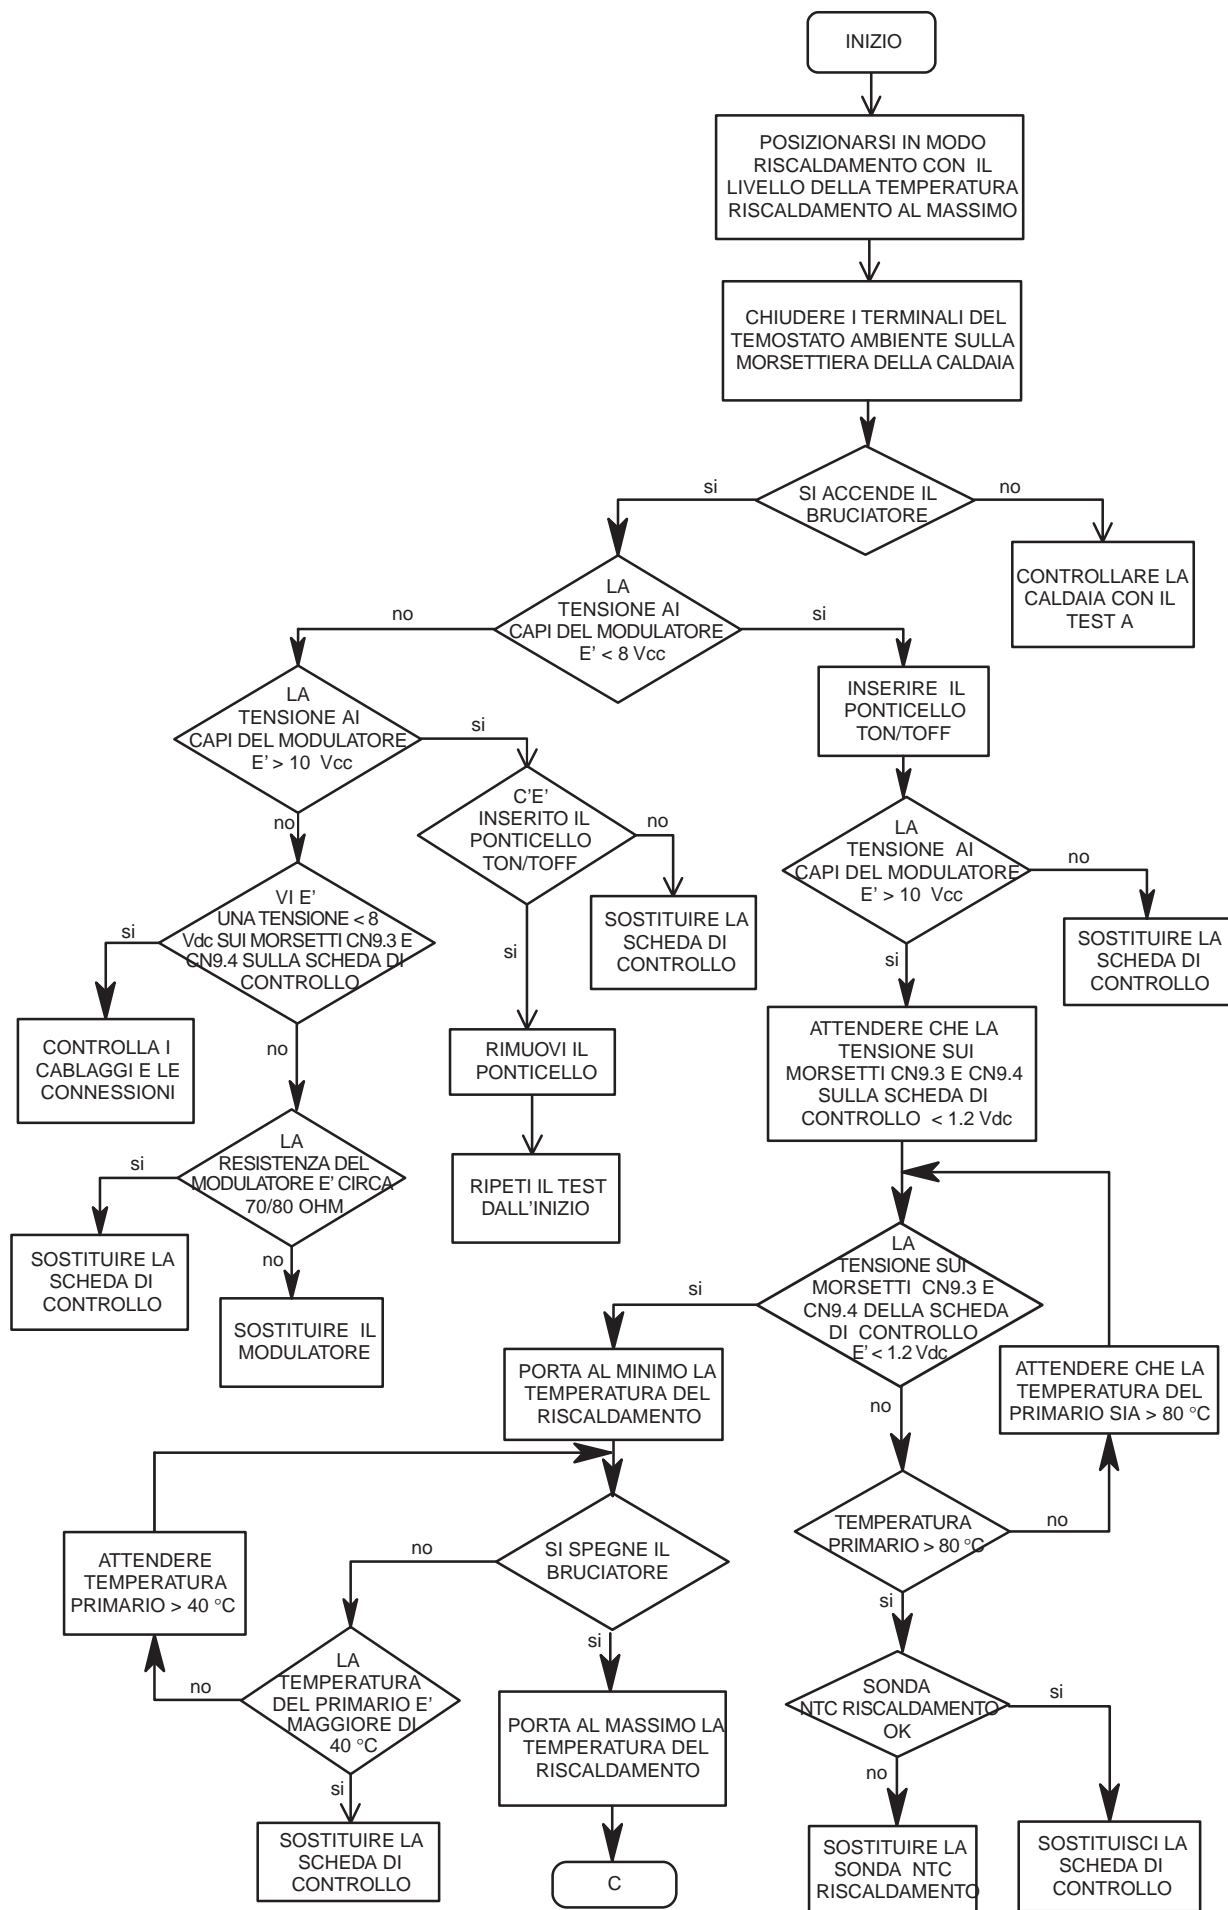 INIZIO
POSIZIONARSI IN MODO
RISCALDAMENTO CON IL
LIVELLO DELLA TEMPERATURA
RISCALDAMENTO AL MASSIMO
CHIUDERE I TERMINALI DEL
TEMOSTATO AMBIENTE SULLA
MORSETTIERA DELLA CALDAIA
SI ACCENDE IL
BRUCIATORE
si
no
CONTROLLARE LA
CALDAIA CON IL
TEST A
LA
TENSIONE AI
CAPI DEL MODULATORE
E' < 8 Vcc
no
si
LA
TENSIONE AI
CAPI DEL MODULATORE
E' > 10 Vcc
si
no
INSERIRE IL
PONTICELLO
TON/TOFF
C'E'
INSERITO IL
PONTICELLO
TON/TOFF
no
si
SOSTITUIRE LA
SCHEDA DI
CONTROLLO
LA
TENSIONE AI
CAPI DEL MODULATORE
E' > 10 Vcc
no
si
SOSTITUIRE LA
SCHEDA DI
CONTROLLO
VI E'
UNA TENSIONE < 8
Vdc SUI MORSETTI CN9.3 E
CN9.4 SULLA SCHEDA DI
CONTROLLO
si
no
CONTROLLA I
CABLAGGI E LE
CONNESSIONI
RIMUOVI IL
PONTICELLO
RIPETI IL TEST
DALL'INIZIO
ATTENDERE CHE LA
TENSIONE SUI
MORSETTI CN9.3 E CN9.4
SULLA SCHEDA DI
CONTROLLO < 1.2 Vdc
LA
RESISTENZA DEL
MODULATORE E' CIRCA
70/80 OHM
si
no
SOSTITUIRE LA
SCHEDA DI
CONTROLLO
SOSTITUIRE IL
MODULATORE
LA
TENSIONE SUI
MORSETTI CN9.3 E
CN9.4 DELLA SCHEDA
DI CONTROLLO
E' < 1.2 Vdc
si
no
PORTA AL MINIMO LA
TEMPERATURA DEL
RISCALDAMENTO
ATTENDERE CHE LA
TEMPERATURA DEL
PRIMARIO SIA > 80 °C
TEMPERATURA
PRIMARIO > 80 °C
no
si
SI SPEGNE IL
BRUCIATORE
no
si
ATTENDERE
TEMPERATURA
PRIMARIO > 40 °C
LA
TEMPERATURA
DEL PRIMARIO E'
MAGGIORE DI
40 °C
no
si
SOSTITUIRE LA
SCHEDA DI
CONTROLLO
PORTA AL MASSIMO LA
TEMPERATURA DEL
RISCALDAMENTO
C
SONDA
NTC RISCALDAMENTO
OK
si
no
SOSTITUIRE LA
SONDA NTC
RISCALDAMENTO
SOSTITUISCI LA
SCHEDA DI
CONTROLLO